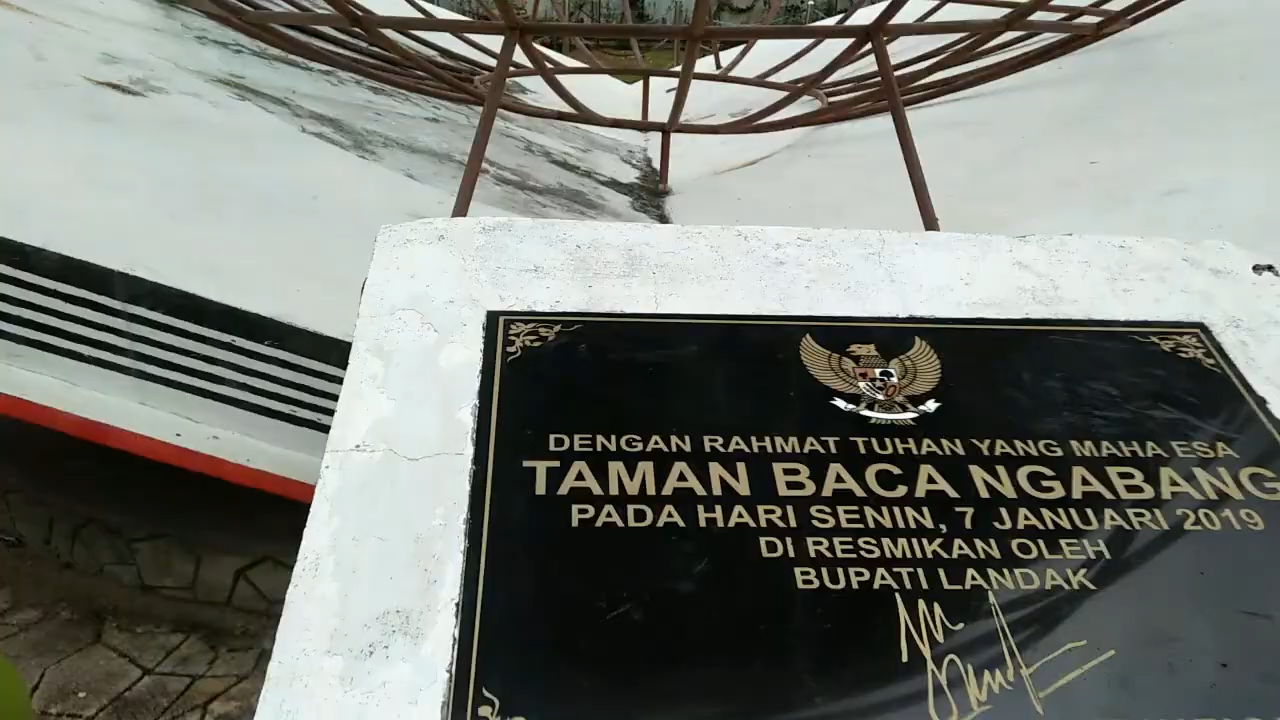 DENGAN RAHMAT TUHAN YANG MAHA ESA
TAMAN BACA NGABANG
PADA HARI SENIN, 7 JANUARI 2019
DI RESMIKAN OLEH
BUPATI LANDAK